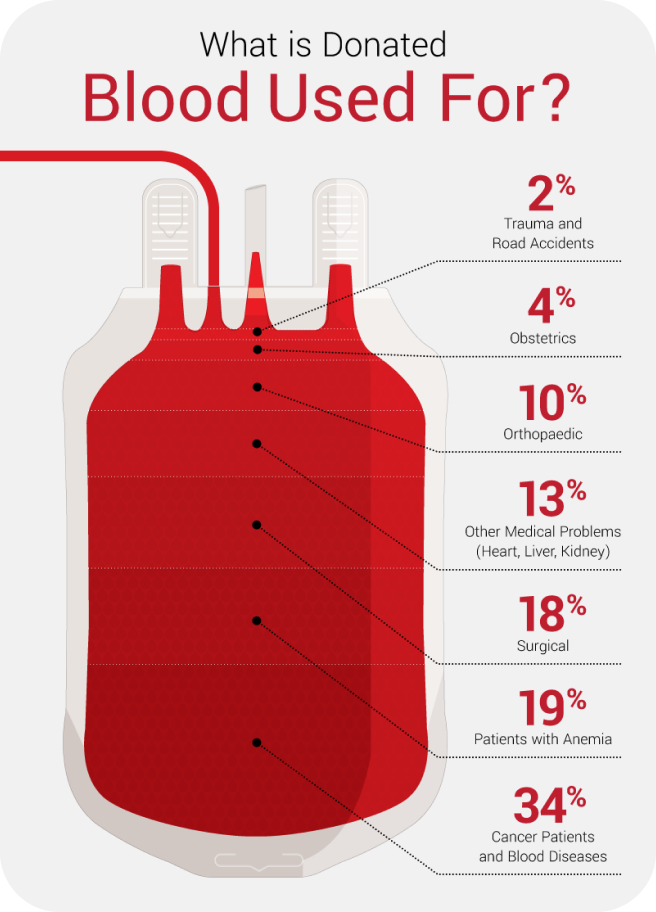 What is Donated
Blood Used For?
2%
Trauma and
Road Accidents
4%
Obstetrics
10%
Orthopaedic
13%
Other Medical Problems
(Heart, Liver, Kidney)
18%
Surgical
19%
Patients with Anemia
34%
Cancer Patients
and Blood Diseases